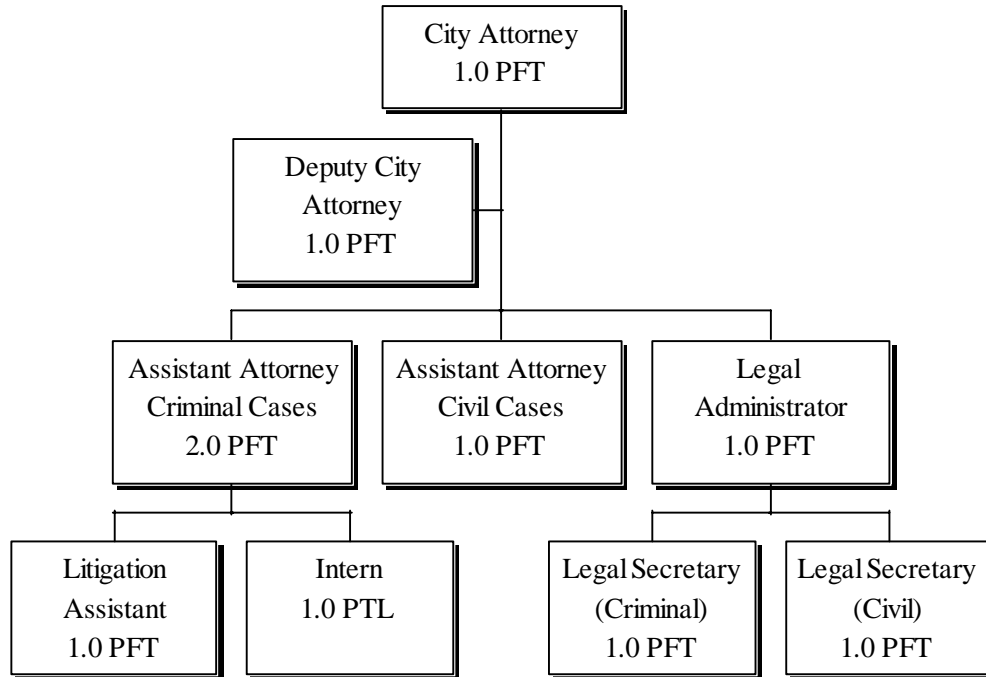 City Attorney
1.0 PFT
Deputy City
Attorney
1.0 PFT
Assistant Attorney
Criminal Cases
2.0 PFT
Assistant Attorney
Civil Cases
1.0 PFT
Legal
Administrator
1.0 PFT
Litigation
Assistant
1.0 PFT
Intern
1.0 PTL
Legal Secretary
(Criminal)
1.0 PFT
Legal Secretary
(Civil)
1.0 PFT